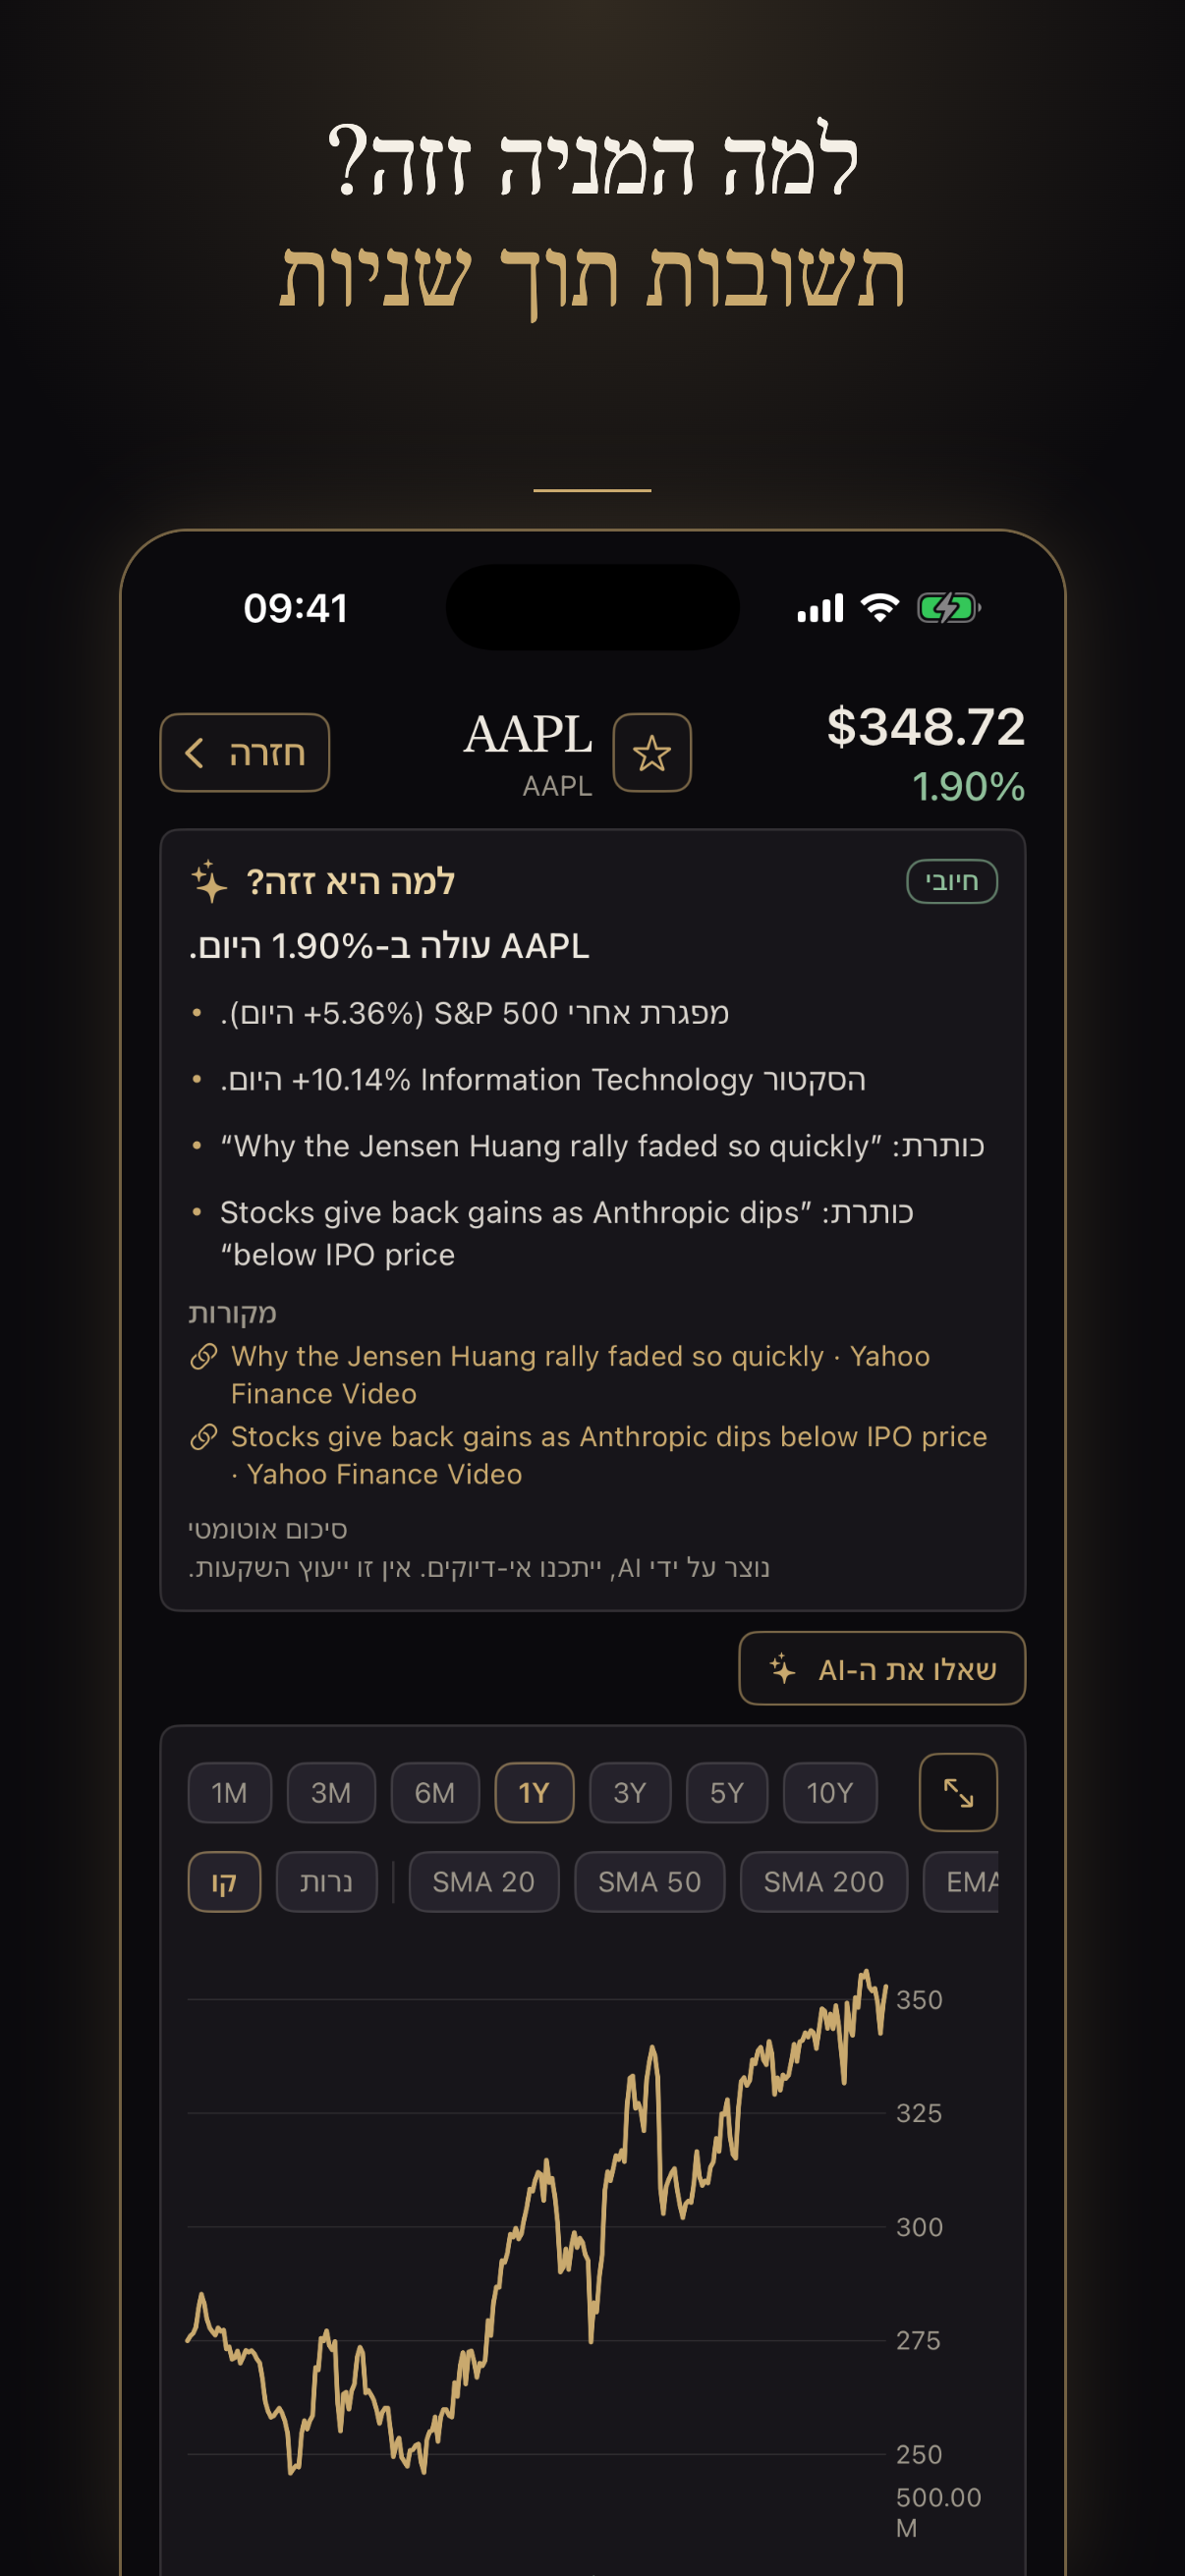 למה המניה זזה?
תשובות תוך שניות
09:41
חזרה
AAPL
AAPL
$348.72
1.90%
למה היא זזה?
חיובי
AAPL עולה ב-1.90% היום.
• מפגרת אחרי S&P 500 (+5.36% היום).
• הסקטור Information Technology +10.14% היום.
• כותרת: “Why the Jensen Huang rally faded so quickly”
• כותרת: ”Stocks give back gains as Anthropic dips
below IPO price“
מקורות
Why the Jensen Huang rally faded so quickly · Yahoo
Finance Video
Stocks give back gains as Anthropic dips below IPO price
· Yahoo Finance Video
סיכום אוטומטי
נוצר על ידי AI, ייתכנו אי-דיוקים. אין זו ייעוץ השקעות.
שאלו את ה-AI
1M 3M 6M 1Y 3Y 5Y 10Y
קו נרות SMA 20 SMA 50 SMA 200 EMA
350
325
300
275
250
500.00
M